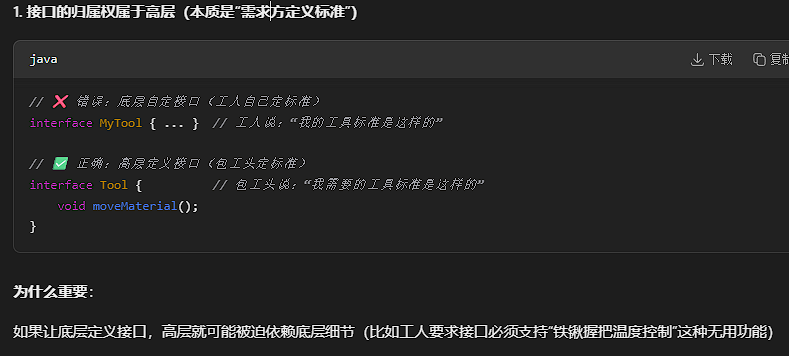 1. 接口的归属权属于高层（本质是“需求方定义标准”）
java 下载 复制
// ❌ 错误：底层自定接口（工人自己定标准）
interface MyTool { ... }  // 工人说：“我的工具标准是这样的”
// ✅ 正确：高层定义接口（包工头定标准）
interface Tool {          // 包工头说：“我需要的工具标准是这样的”
    void moveMaterial();
}
为什么重要：
如果让底层定义接口，高层就可能被迫依赖底层细节（比如工人要求接口必须支持“铁锹握把温度控制”这种无用功能）